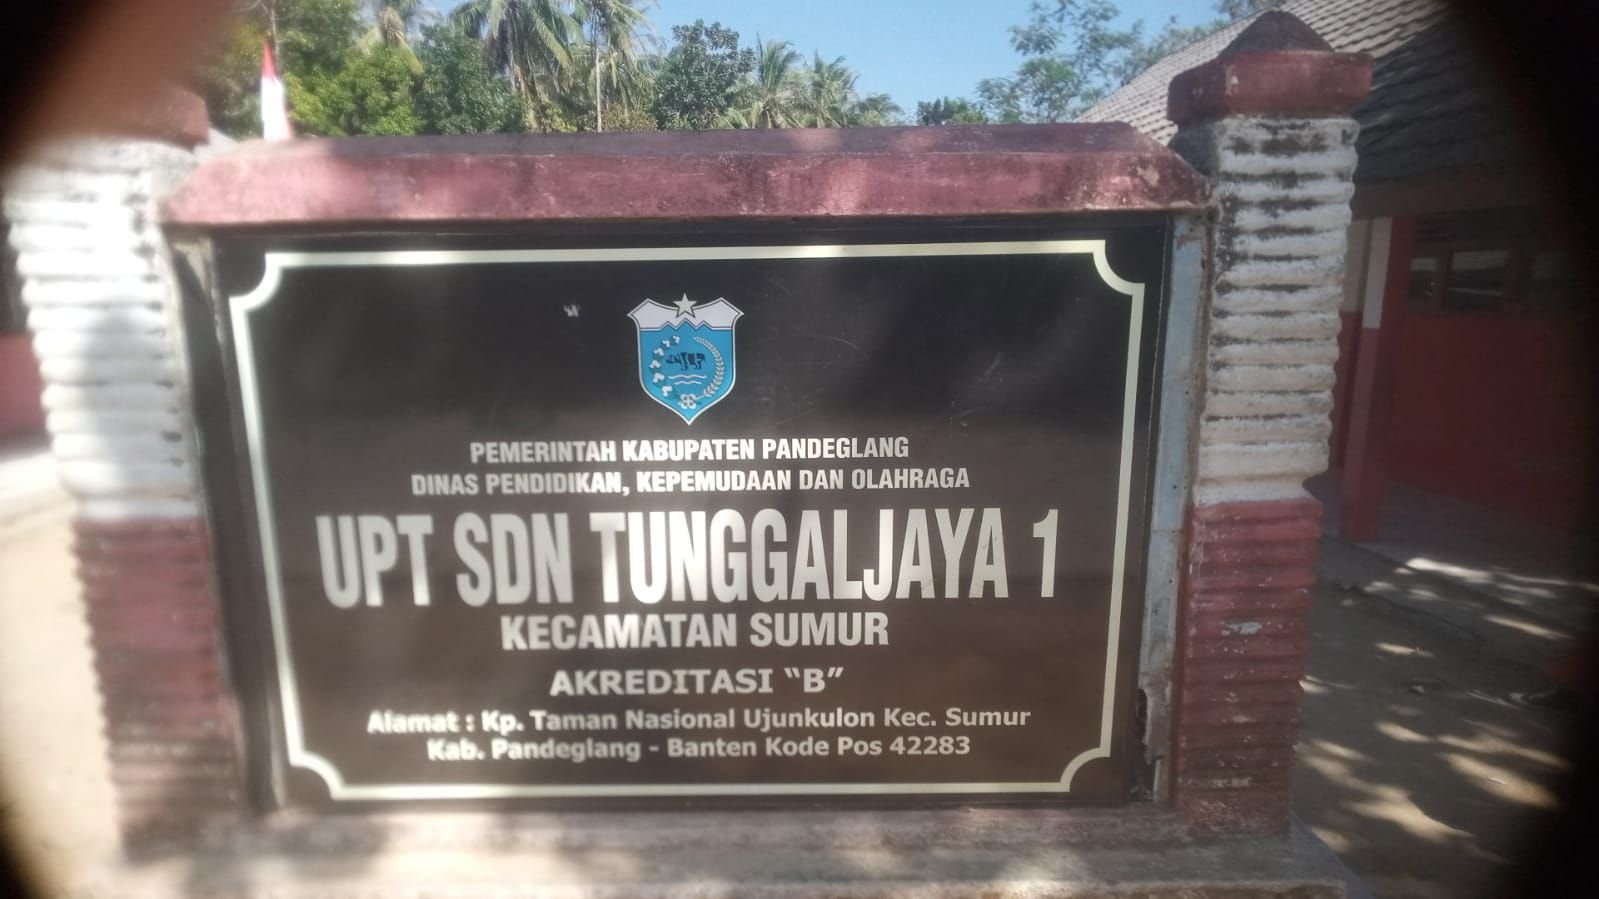 PEMERINTAH KABUPATEN PANDEGLANG
DINAS PENDIDIKAN, KEPEMUDAAN DAN OLAHRAGA
UPT SDN TUNGGALJAYA 1
KECAMATAN SUMUR
AKREDITASI “B”
Alamat : Kp. Taman Nasional Ujunkulon Kec. Sumur
Kab. Pandeglang - Banten Kode Pos 42283